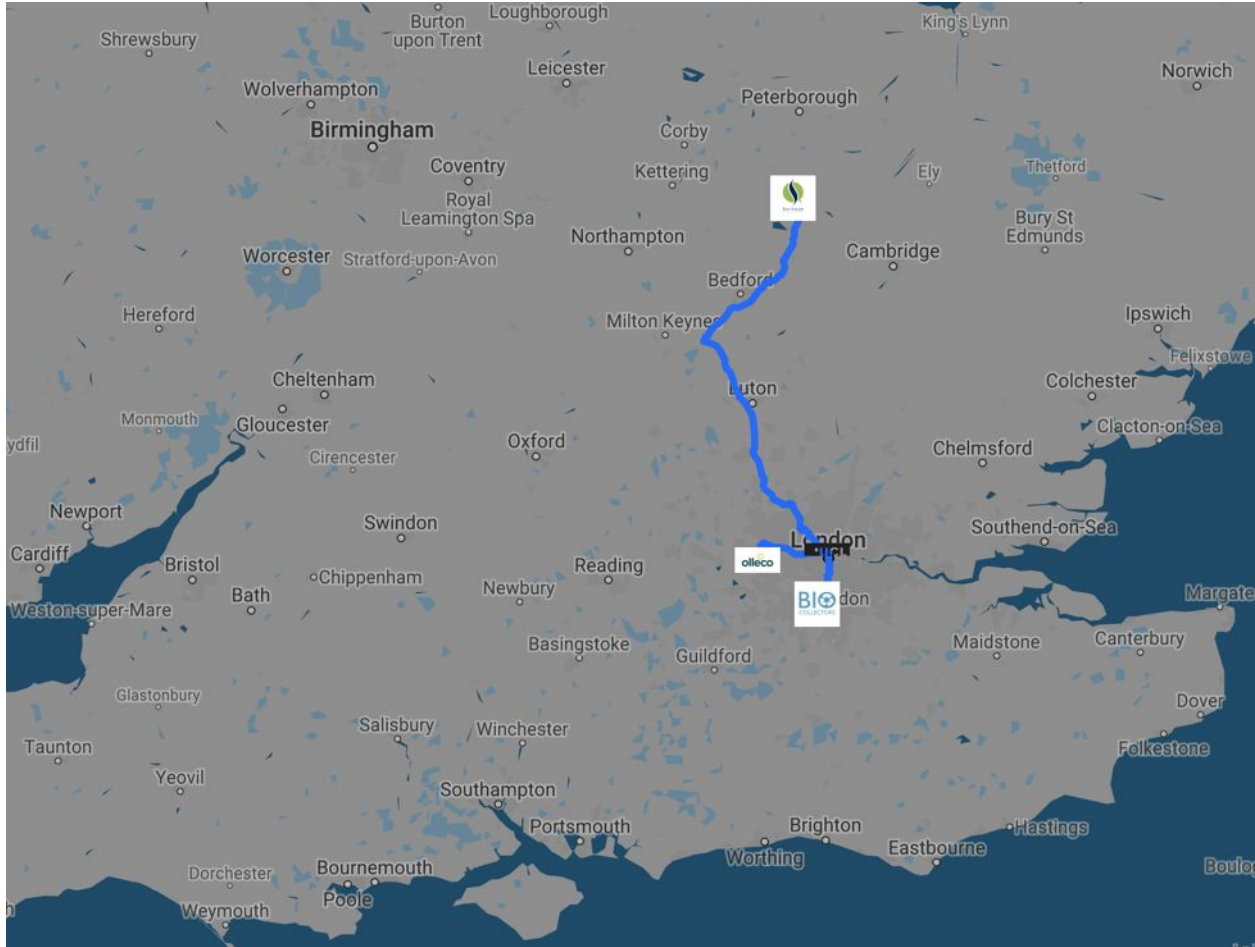 Loughborough
Burton
upon Trent
King's Lynn
Shrewsbury
Leicester
Norwich
Wolverhampton
Peterborough
Birmingham
Corby
Coventry
Kettering
Ely
Thetford
Royal
Leamington Spa
Bury St
Edmunds
Northampton
Cambridge
Worcester
Stratford-upon-Avon
Bedford
Hereford
Milton Keynes
Ipswich
Felixstowe
Cheltenham
Luton
Colchester
Monmouth
Gloucester
Clacton-on-Sea
ydfil
Oxford
Chelmsford
Cirencester
Newport
Swindon
Southend-on-Sea
London
Cardiff
Bristol
Chippenham
Reading
olleco
Bath
Newbury
BIO
COLLECTORS
don
Margate
Weston-super-Mare
Basingstoke
Guildford
Maidstone
Canterbury
Glastonbury
Dover
Salisbury
Winchester
Folkestone
Taunton
Yeovil
Southampton
Portsmouth
Brighton
Hastings
Worthing
Eastbourne
Dorchester
Bournemouth
Boulog
Poole
Weymouth